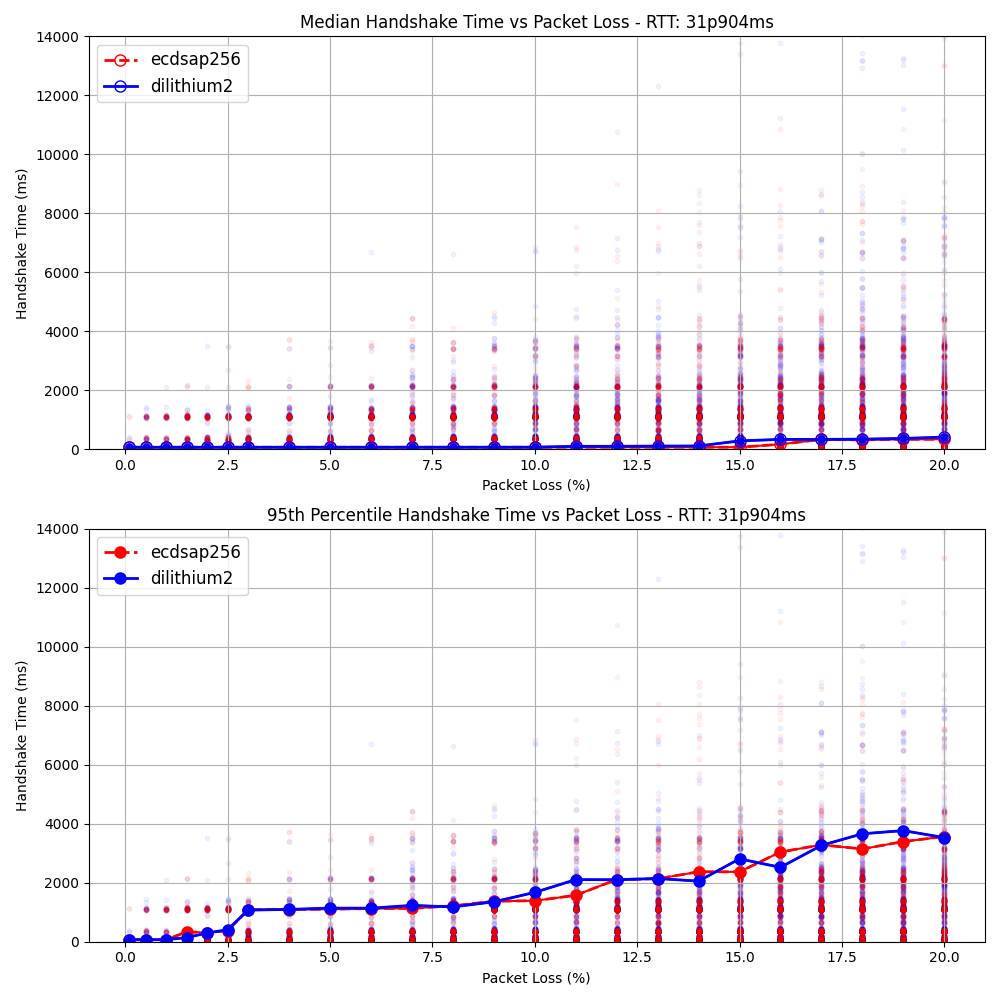 Median Handshake Time vs Packet Loss - RTT: 31p904ms
14000
12000
10000
8000
6000
4000
2000
0
Handshake Time (ms)
ecdsap256
dilithium2
0.0 2.5 5.0 7.5 10.0 12.5 15.0 17.5 20.0
Packet Loss (%)
95th Percentile Handshake Time vs Packet Loss - RTT: 31p904ms
14000
12000
10000
8000
6000
4000
2000
0
Handshake Time (ms)
ecdsap256
dilithium2
0.0 2.5 5.0 7.5 10.0 12.5 15.0 17.5 20.0
Packet Loss (%)